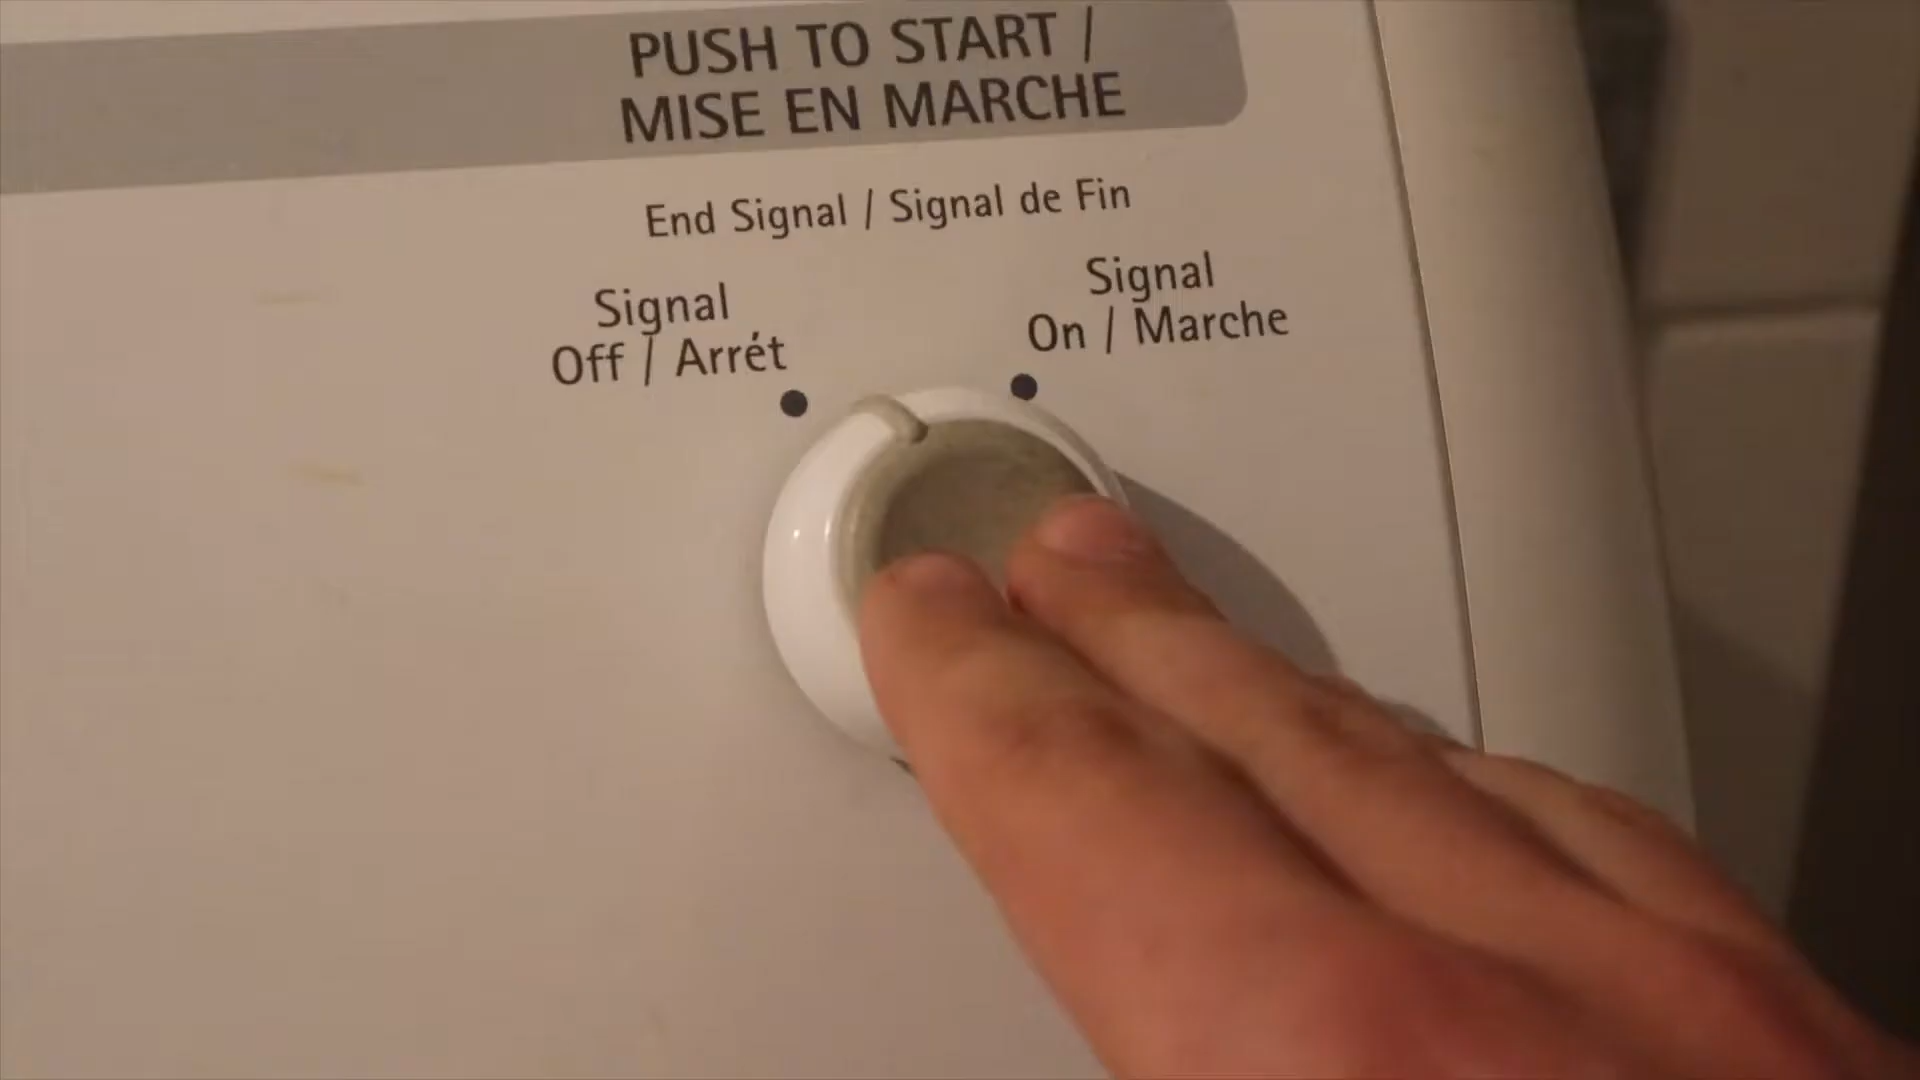 PUSH TO START /
MISE EN MARCHE
End Signal / Signal de Fin
Signal
Off / Arrét
Signal
On / Marche